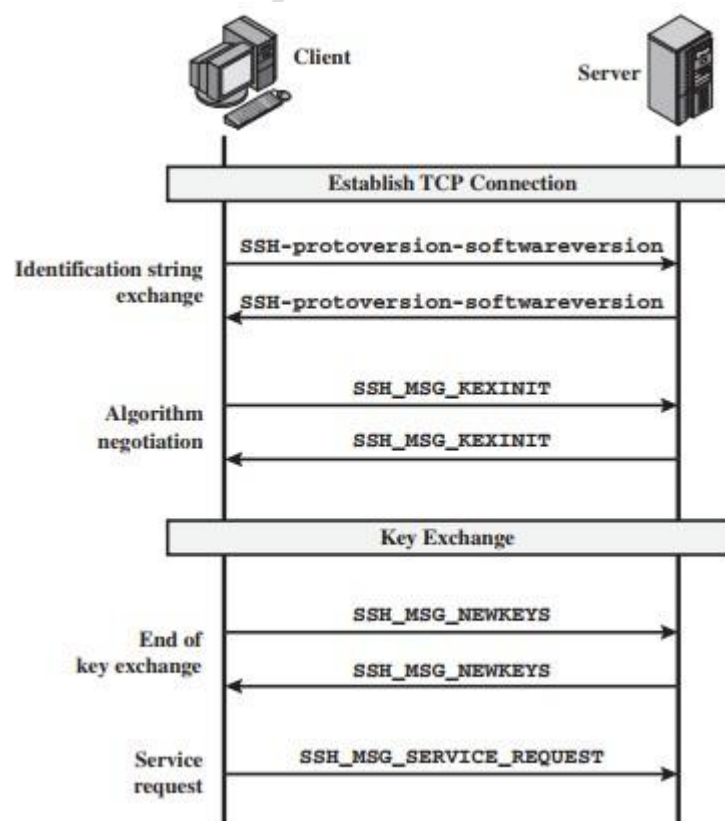 Client
Server
Establish TCP Connection
SSH-protoversion-softwareversion
Identification string
exchange
SSH-protoversion-softwareversion
SSH_MSG_KEXINIT
Algorithm
negotiation
SSH_MSG_KEXINIT
Key Exchange
SSH_MSG_NEWKEYS
End of
key exchange
SSH_MSG_NEWKEYS
SSH_MSG_SERVICE_REQUEST
Service
request